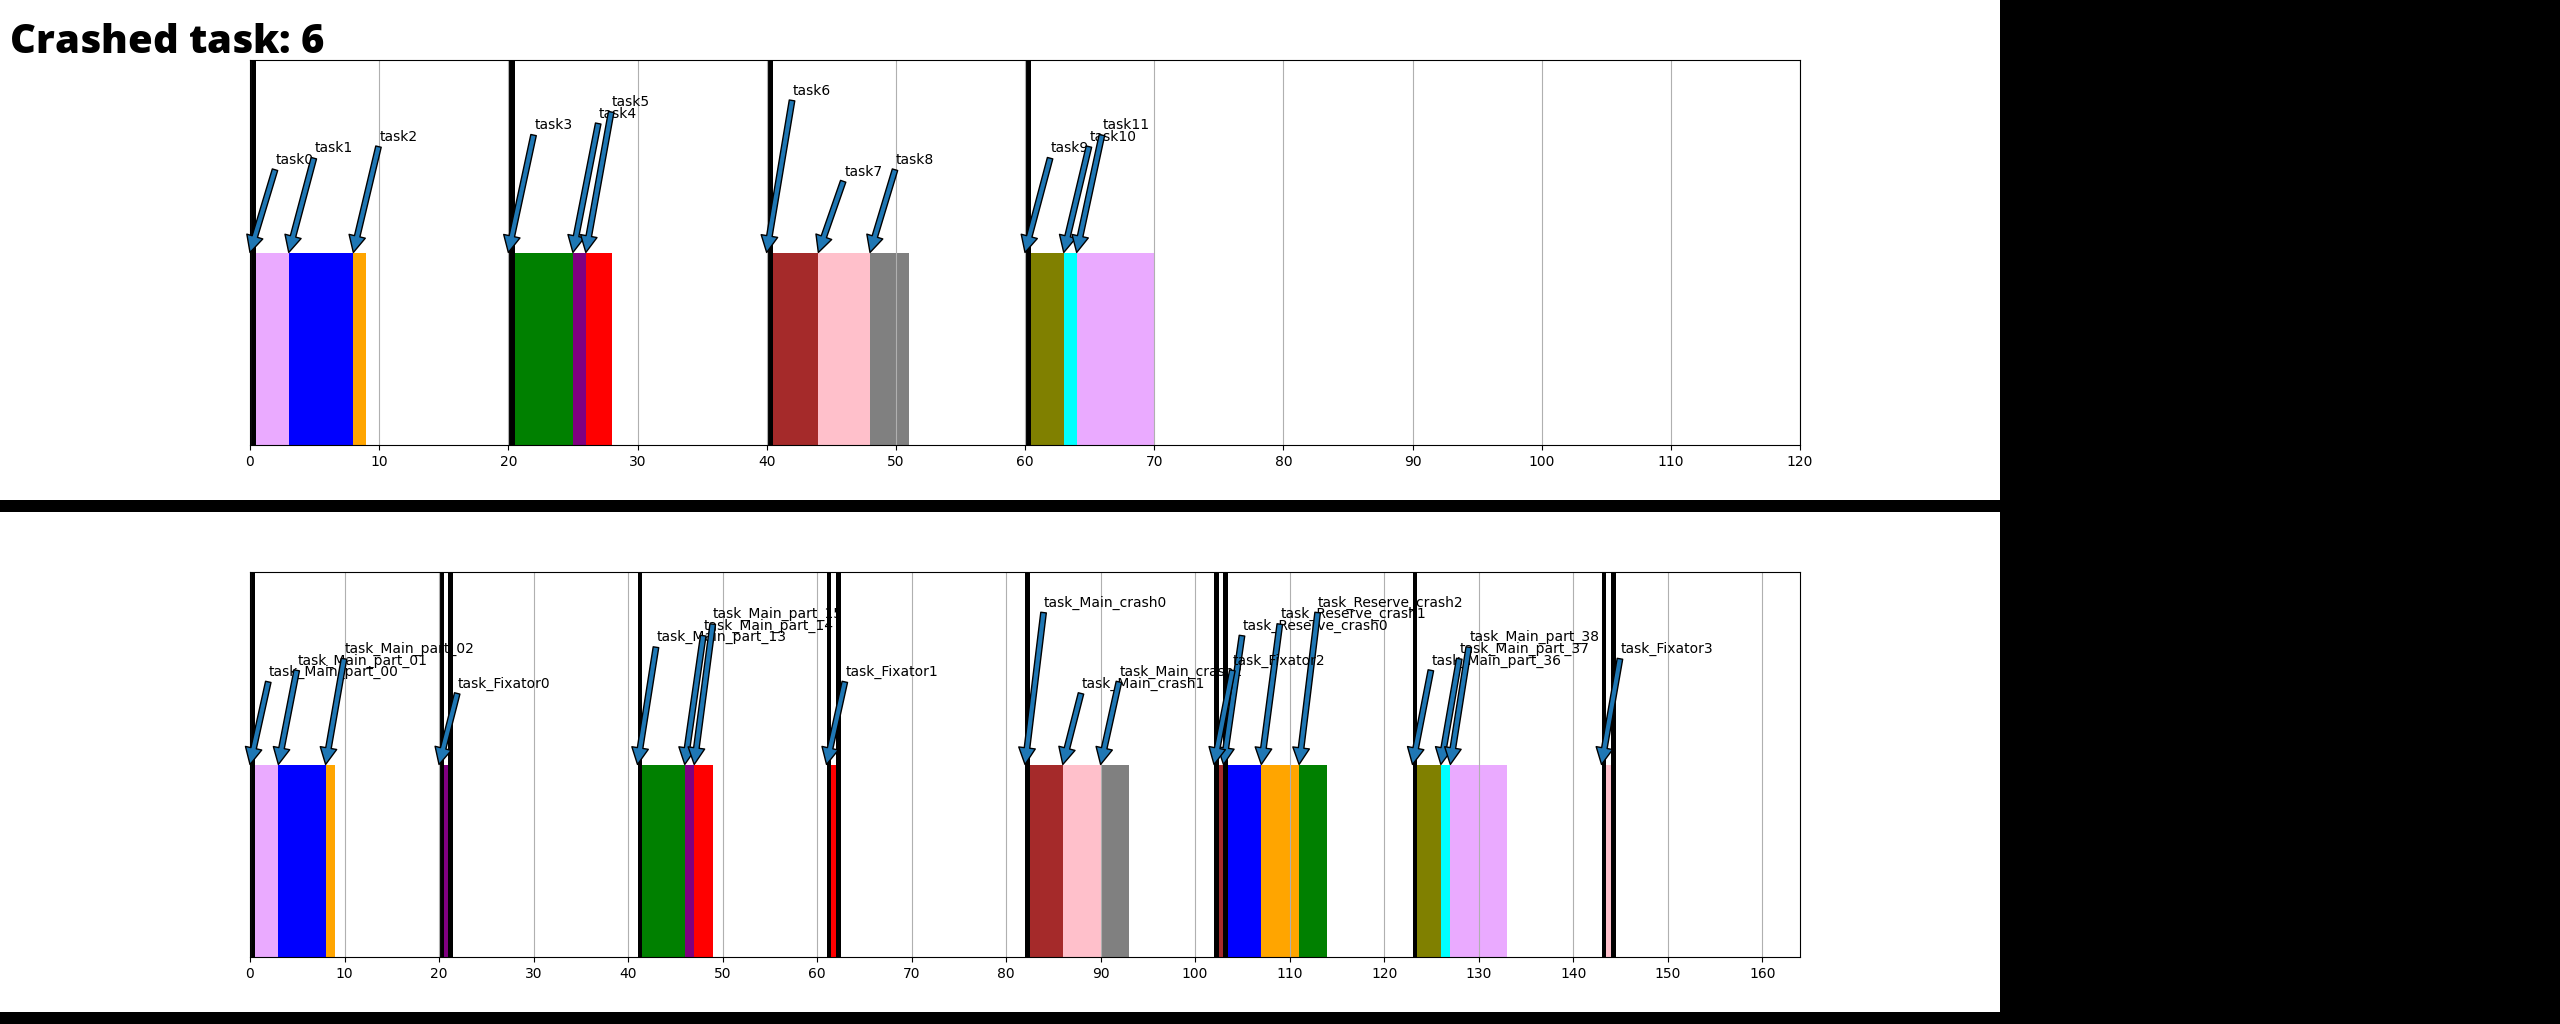 Crashed task: 6
task6
task5
task4
task3
task11
task10
task9
task2
task1
task0
task8
task7
0 10 20 30 40 50 60 70 80 90 100 110 120
task_Main_crash0
task_Reserve_crash2
task_Reserve_crash1
task_Reserve_crash0
task_Main_part_15
task_Main_part_14
task_Main_part_13
task_Main_part_38
task_Main_part_37
task_Main_part_36
task_Main_part_02
task_Main_part_01
task_Main_part_00
task_Fixator0
task_Fixator1
task_Main_crash1
task_Fixator2
task_Fixator3
0 10 20 30 40 50 60 70 80 90 100 110 120 130 140 150 160